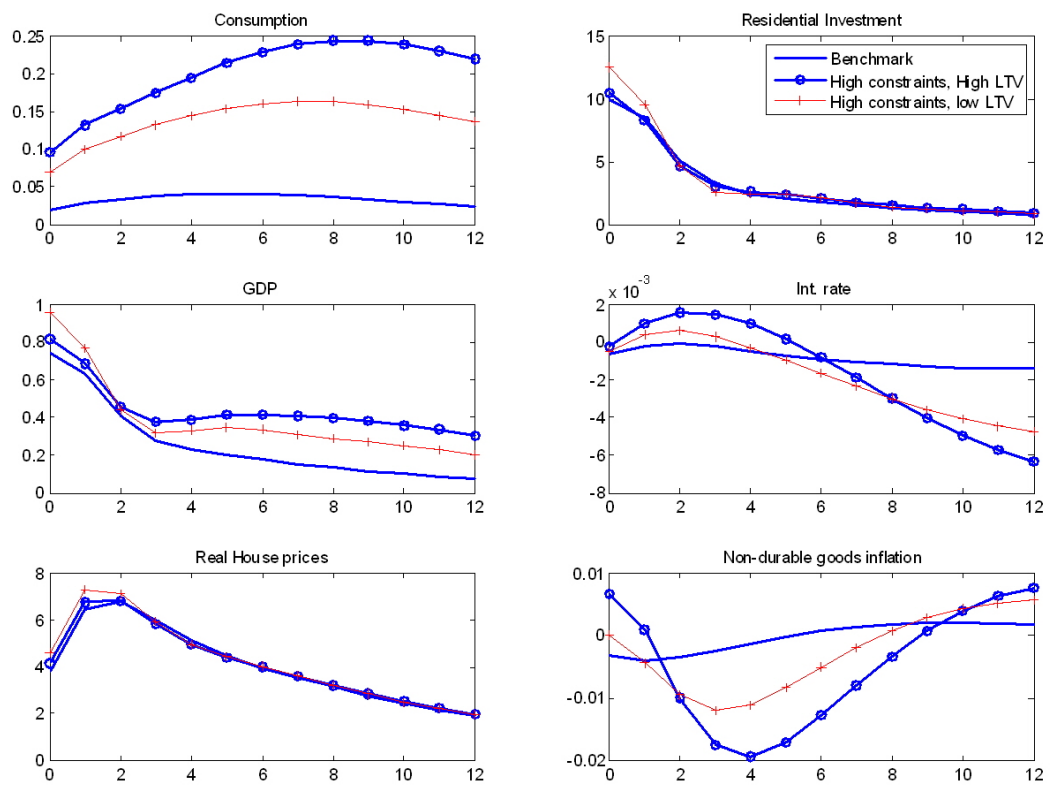 Consumption
0.25
0.2
0.15
0.1
0.05
0
0 2 4 6 8 10 12
Residential Investment
15
10
5
0
0 2 4 6 8 10 12
Benchmark
High constraints, High LTV
High constraints, low LTV
GDP
1
0.8
0.6
0.4
0.2
0
0 2 4 6 8 10 12
Int. rate
x 10^-3
2
0
-2
-4
-6
-8
0 2 4 6 8 10 12
Real House prices
8
6
4
2
0
0 2 4 6 8 10 12
Non-durable goods inflation
0.01
0
-0.01
-0.02
0 2 4 6 8 10 12